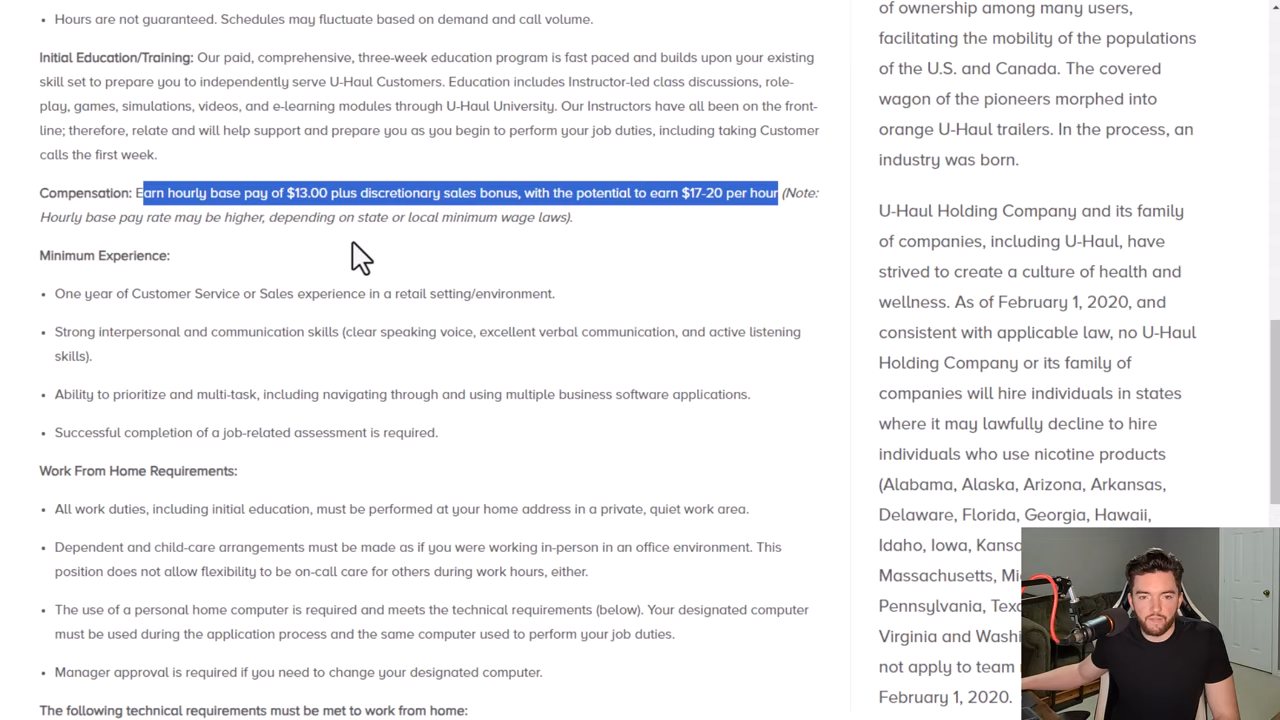 • Hours are not guaranteed. Schedules may fluctuate based on demand and call volume.
Initial Education/Training: Our paid, comprehensive, three-week education program is fast paced and builds upon your existing
skill set to prepare you to independently serve U-Haul Customers. Education includes Instructor-led class discussions, role-
play, games, simulations, videos, and e-learning modules through U-Haul University. Our Instructors have all been on the front-
line; therefore, relate and will help support and prepare you as you begin to perform your job duties, including taking Customer
calls the first week.
Compensation: Earn hourly base pay of $13.00 plus discretionary sales bonus, with the potential to earn $17-20 per hour (Note:
Hourly base pay rate may be higher, depending on state or local minimum wage laws).
Minimum Experience:
• One year of Customer Service or Sales experience in a retail setting/environment.
• Strong interpersonal and communication skills (clear speaking voice, excellent verbal communication, and active listening
skills).
• Ability to prioritize and multi-task, including navigating through and using multiple business software applications.
• Successful completion of a job-related assessment is required.
Work From Home Requirements:
• All work duties, including initial education, must be performed at your home address in a private, quiet work area.
• Dependent and child-care arrangements must be made as if you were working in-person in an office environment. This
position does not allow flexibility to be on-call care for others during work hours, either.
• The use of a personal home computer is required and meets the technical requirements (below). Your designated computer
must be used during the application process and the same computer used to perform your job duties.
• Manager approval is required if you need to change your designated computer.
The following technical requirements must be met to work from home:
of ownership among many users,
facilitating the mobility of the populations
of the U.S. and Canada. The covered
wagon of the pioneers morphed into
orange U-Haul trailers. In the process, an
industry was born.
U-Haul Holding Company and its family
of companies, including U-Haul, have
strived to create a culture of health and
wellness. As of February 1, 2020, and
consistent with applicable law, no U-Haul
Holding Company or its family of
companies will hire individuals in states
where it may lawfully decline to hire
individuals who use nicotine products
(Alabama, Alaska, Arizona, Arkansas,
Delaware, Florida, Georgia, Hawaii,
Idaho, Iowa,
Massachusetts,
Pennsylvania,
Virginia and
not apply to team
February 1, 2020.